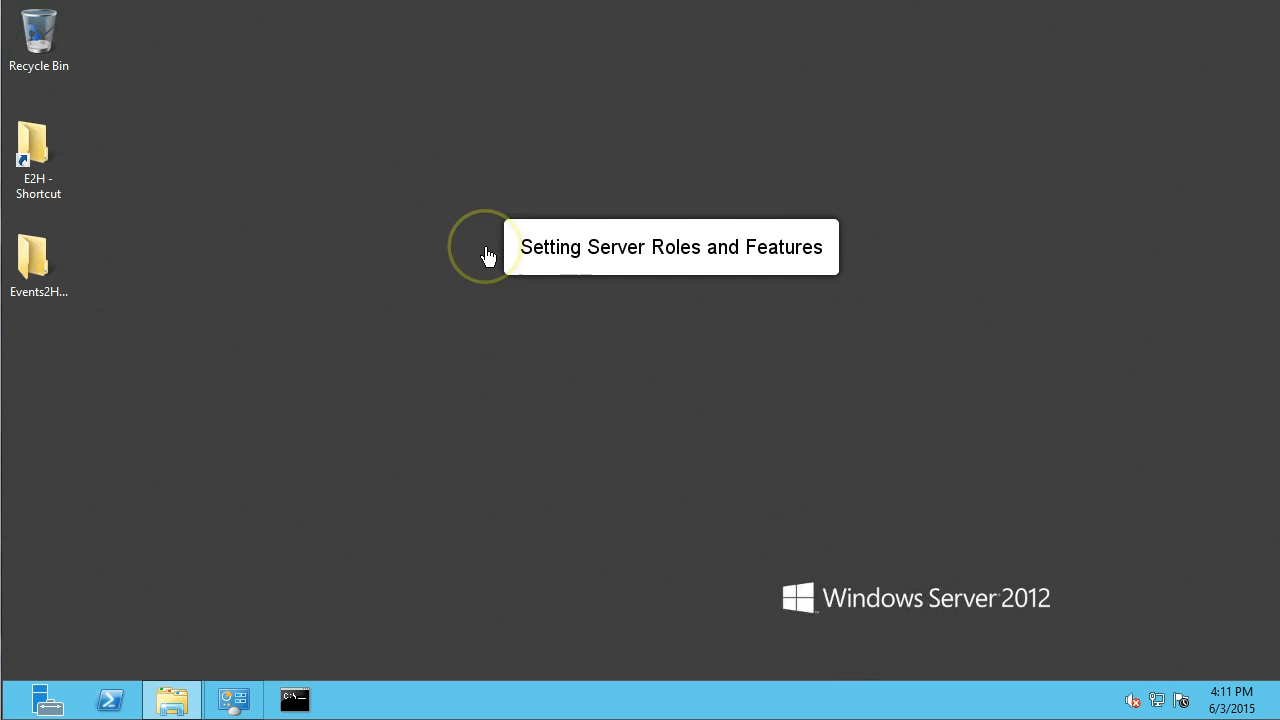 Recycle Bin
E2H -
Shortcut
Events2H...
Setting Server Roles and Features
Windows Server 2012
C:\_
4:11 PM
6/3/2015